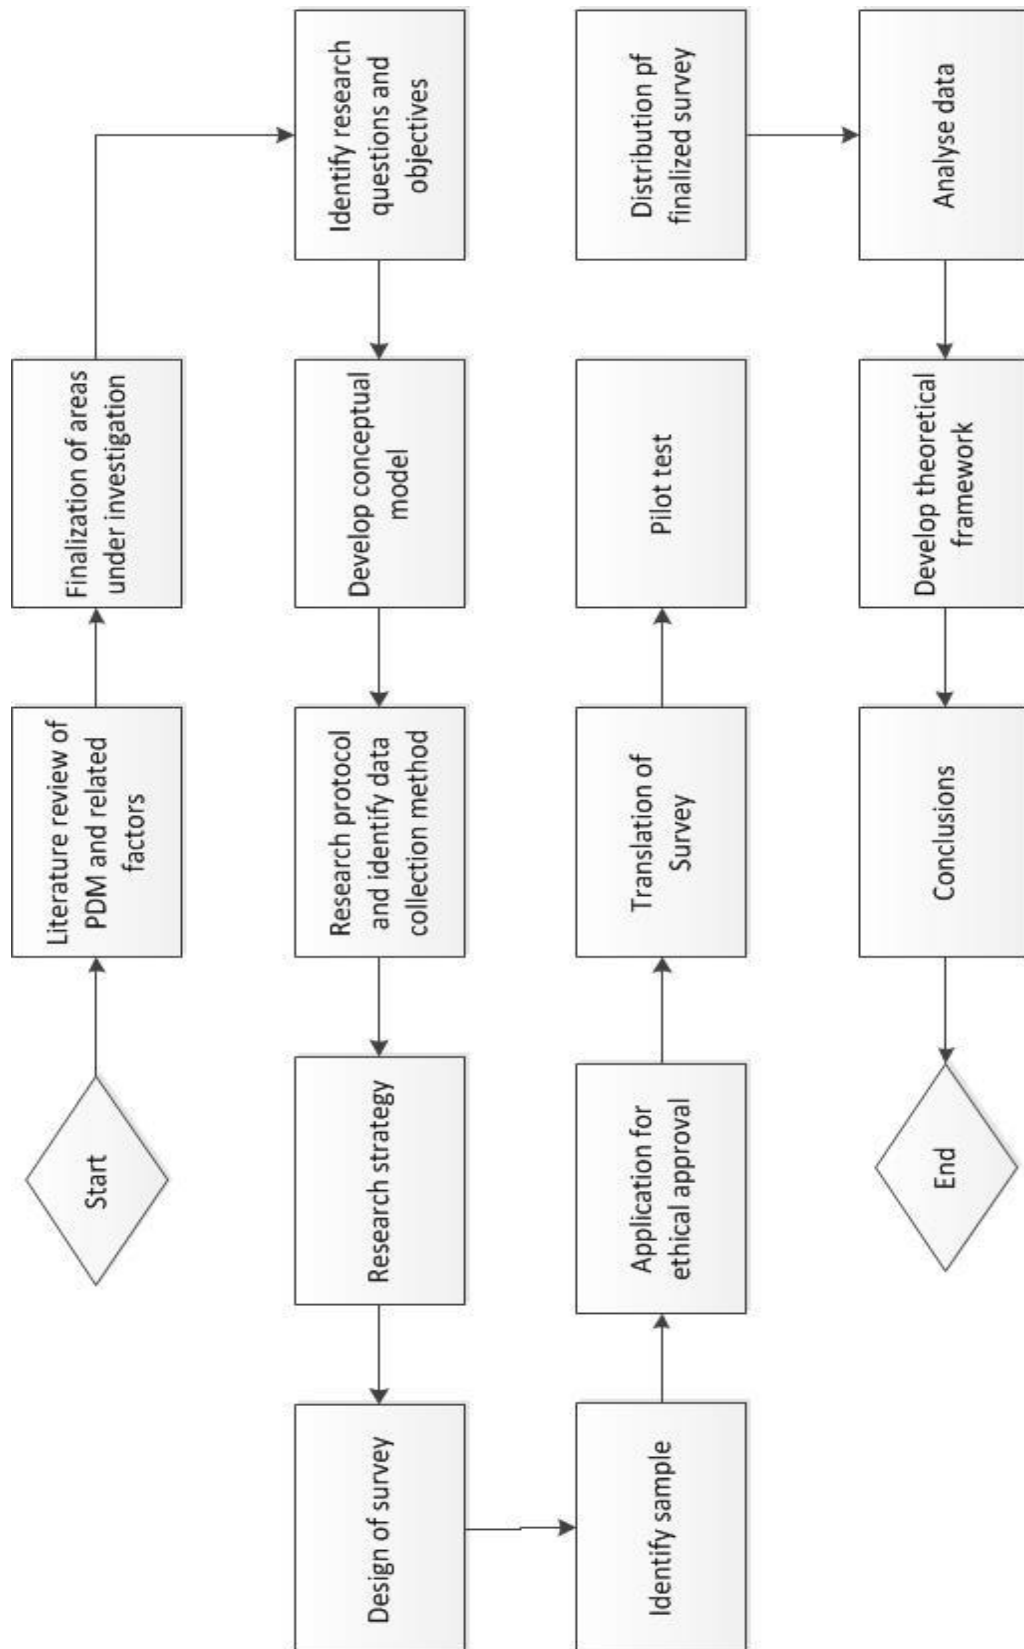 Start
Literature review of
PDM and related
factors
Finalization of areas
under investigation
Identify research
questions and
objectives
Develop conceptual
model
Research protocol
and identify data
collection method
Research strategy
Design of survey
Identify sample
Application for
ethical approval
Translation of
Survey
Pilot test
Distribution pf
finalized survey
Analyse data
Develop theoretical
framework
Conclusions
End